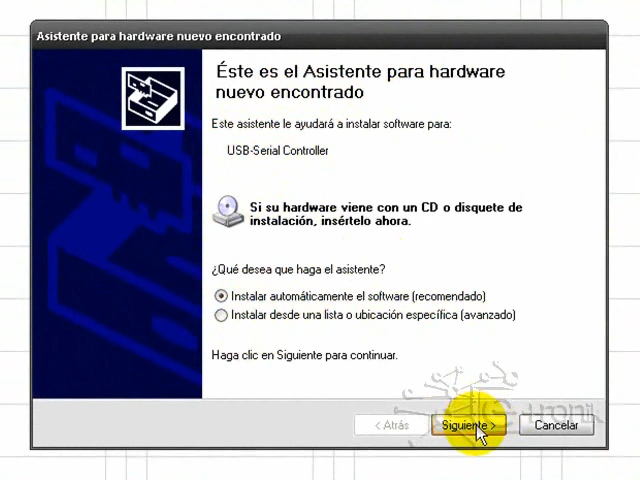 Asistente para hardware nuevo encontrado
Éste es el Asistente para hardware
nuevo encontrado
Este asistente le ayudará a instalar software para:
USB-Serial Controller
Si su hardware viene con un CD o disquete de
instalación, insértelo ahora.
¿Qué desea que haga el asistente?
Instalar automáticamente el software (recomendado)
Instalar desde una lista o ubicación específica (avanzado)
Haga clic en Siguiente para continuar.
< Atrás
Siguiente >
Cancelar